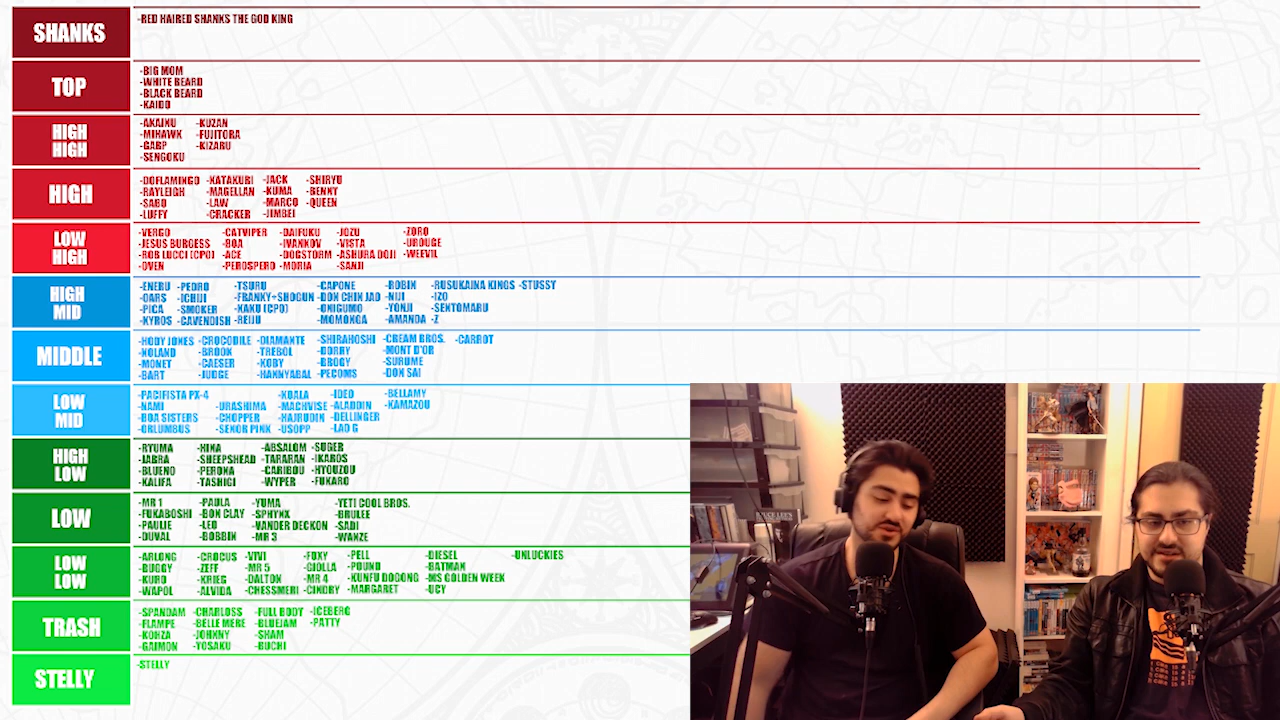 SHANKS
-RED HAIRED SHANKS THE GOD KING
TOP
-BIG MOM
-WHITE BEARD
-BLACK BEARD
-KAIDO
HIGH HIGH
-AKAINU -KUZAN
-MIHAWK -FUJITORA
-GARP -KIZARU
-SENGOKU
HIGH
-DOFLAMINGO -KATAKURI -JACK -SHIRYU
-RAYLEIGH -MAGELLAN -KUMA -BENNY
-SABO -LAW -MARCO -QUEEN
-LUFFY -CRACKER -JIMBEI
LOW HIGH
-VERGO -CATVIPER -DAIFUKU -JOZU -ZORO
-JESUS BURGESS -BOA -IVANKOV -VISTA -UROUGE
-ROB LUCCI (CPO) -ACE -DOGSTORM -ASHURA DOJI -WEEVIL
-OVEN -PEROSPERO -MORIA -SANJI
HIGH MID
-ENERU -PEDRO -TSURU -CAPONE -ROBIN -RUSUKAINA KINGS -STUSSY
-OARS -ICHIJI -FRANKY+SHOGUN -DON CHIN JAO -NIJI -IZO
-PICA -SMOKER -KAKU (CPO) -ONIGUMO -YONJI -SENTOMARU
-KYROS -CAVENDISH -REIJU -MOMONGA -AMANDA -Z
MIDDLE
-HODY JONES -CROCODILE -DIAMANTE -SHIRAHOSHI -CREAM BROS. -CARROT
-NOLAND -BROOK -TREBOL -DORRY -MONT D'OR
-MONET -CAESER -KOBY -BROGY -SURUME
-BART -JUDGE -HANNYABAL -PECOMS -DON SAI
LOW MID
-PACIFISTA PX-4 -KOALA -IDEO -BELLAMY
-NAMI -URASHIMA -MACHVISE -ALADDIN -KAMAZOU
-BOA SISTERS -CHOPPER -HAJRUDIN -DELLINGER
-ORLUMBUS -SENOR PINK -USOPP -LAO G
HIGH LOW
-RYUMA -HINA -ABSALOM -SUGER
-JABRA -SHEEPSHEAD -TARARAN -IKAROS
-BLUENO -PERONA -CARIBOU -HYOUZOU
-KALIFA -TASHIGI -WYPER -FUKARO
LOW
-MR 1 -PAULA -YUMA -YETI COOL BROS.
-FUKABOSHI -BON CLAY -SPHYNX -BRULEE
-PAULIE -LEO -VANDER DECKON -SADI
-DUVAL -BOBBIN -MR 3 -WANZE
LOW LOW
-ARLONG -CROCUS -VIVI -FOXY -PELL -DIESEL -UNLUCKIES
-BUGGY -ZEFF -MR 5 -GIOLLA -POUND -BATMAN
-KURO -KRIEG -DALTON -MR 4 -KUNFU DOGONG -MS GOLDEN WEEK
-WAPOL -ALVIDA -CHESSMERI -CINDRY -MARGARET -UCY
TRASH
-SPANDAM -CHARLOSS -FULL BODY -ICEBERG
-FLAMPE -BELLE MERE -BLUEJAM -PATTY
-KOHZA -JOHNNY -SHAM
-GAIMON -YOSAKU -BUCHI
STELLY
-STELLY